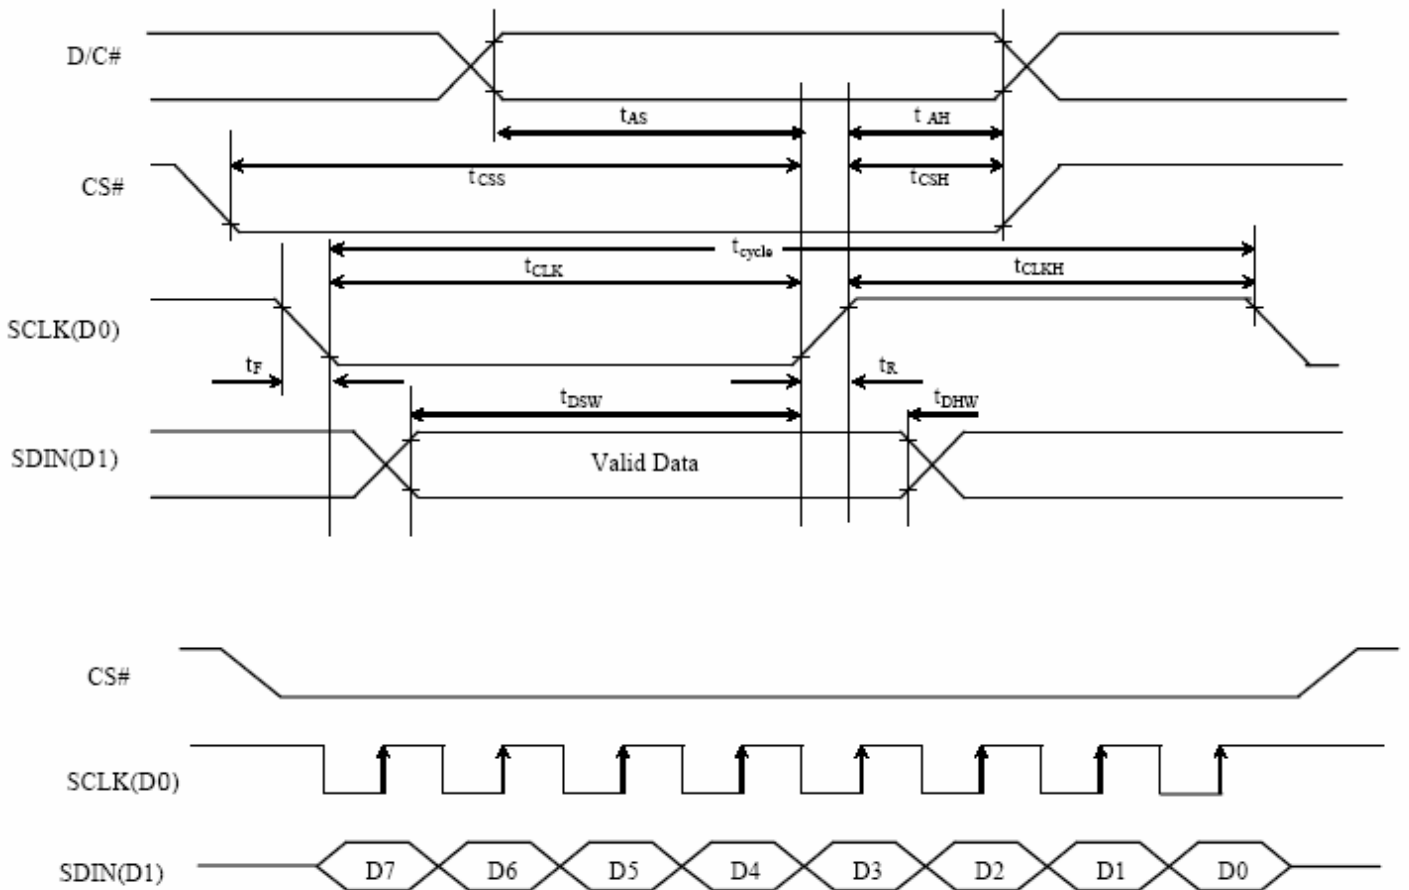 D/C#
tAS
t AH
CS#
tCSS
tCSH
tcycle
tCLK
tCLKH
SCLK(D0)
tF
tR
tDSW
tDHW
SDIN(D1)
Valid Data
CS#
SCLK(D0)
SDIN(D1)
D7 D6 D5 D4 D3 D2 D1 D0